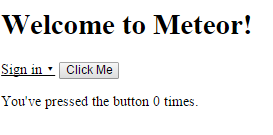 Welcome to Meteor!
Sign in ▾ Click Me
You've pressed the button 0 times.